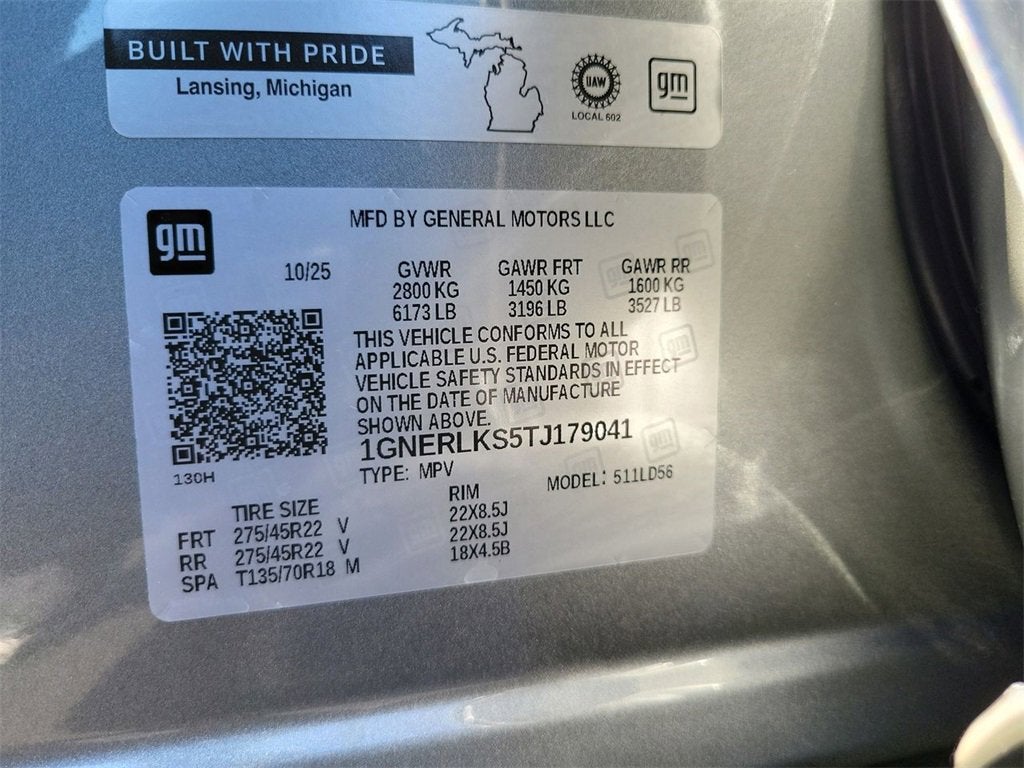 BUILT WITH PRIDE
Lansing, Michigan
UAW
LOCAL 602
gm
gm
MFD BY GENERAL MOTORS LLC
10/25
GVWR GAWR FRT GAWR RR
2800 KG 1450 KG 1600 KG
6173 LB 3196 LB 3527 LB
THIS VEHICLE CONFORMS TO ALL
APPLICABLE U.S. FEDERAL MOTOR
VEHICLE SAFETY STANDARDS IN EFFECT
ON THE DATE OF MANUFACTURE
SHOWN ABOVE.
1GNERLKS5TJ179041
130H
TYPE: MPV MODEL: 511LD56
TIRE SIZE RIM
FRT 275/45R22 V 22X8.5J
RR 275/45R22 V 22X8.5J
SPA T135/70R18 M 18X4.5B